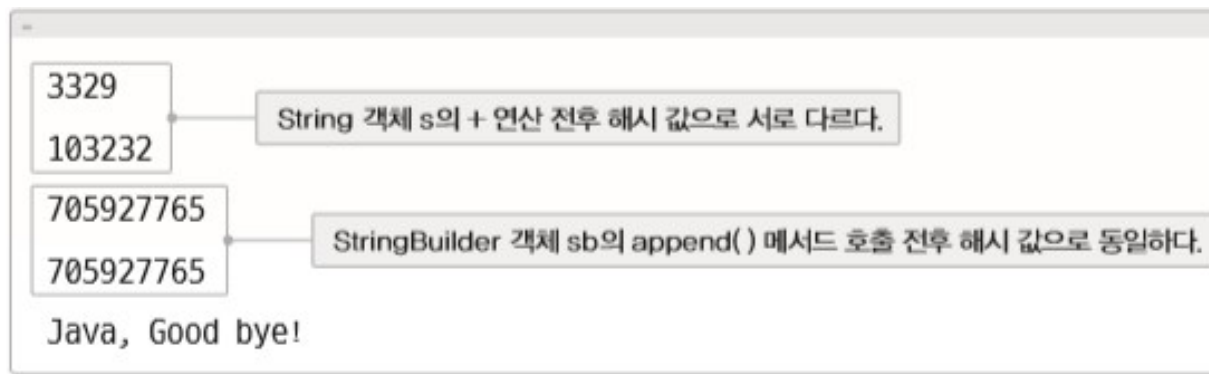 3329
String 객체 s의 + 연산 전후 해시 값으로 서로 다르다.
103232
705927765
StringBuilder 객체 sb의 append( ) 메서드 호출 전후 해시 값으로 동일하다.
705927765
Java, Good bye!